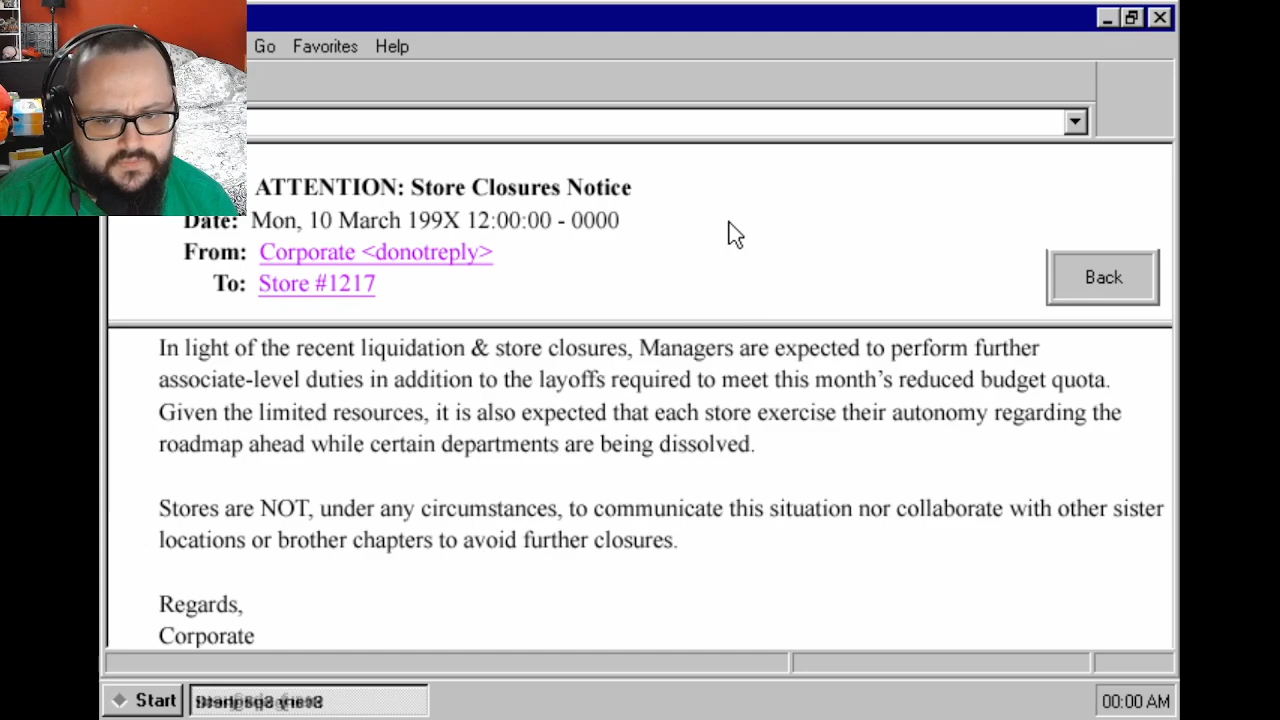 Go Favorites Help
ATTENTION: Store Closures Notice
Date: Mon, 10 March 199X 12:00:00 - 0000
From: Corporate <donotreply>
To: Store #1217
Back
In light of the recent liquidation & store closures, Managers are expected to perform further
associate-level duties in addition to the layoffs required to meet this month's reduced budget quota.
Given the limited resources, it is also expected that each store exercise their autonomy regarding the
roadmap ahead while certain departments are being dissolved.
Stores are NOT, under any circumstances, to communicate this situation nor collaborate with other sister
locations or brother chapters to avoid further closures.
Regards,
Corporate
Start
00:00 AM